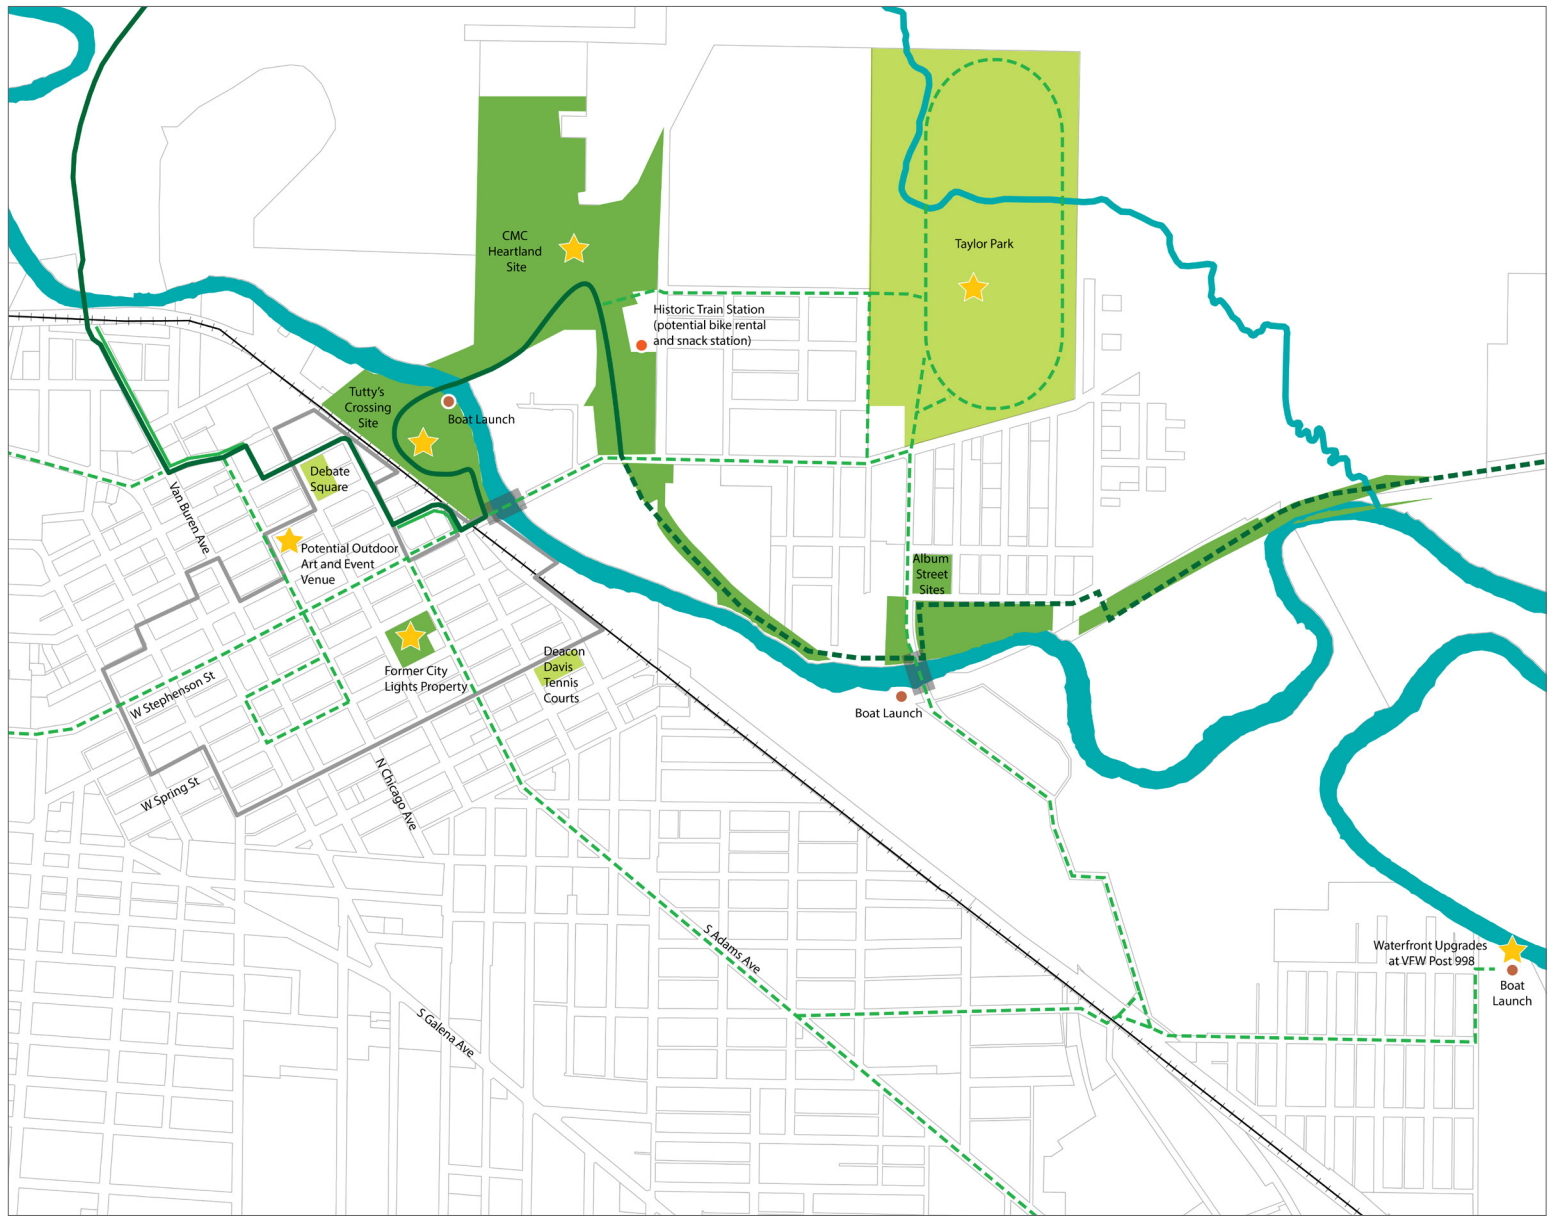 CMC
Heartland
Site
Taylor Park
Historic Train Station
(potential bike rental
and snack station)
Tutty's
Crossing
Site
Boat Launch
Debate
Square
Van Buren Ave
Potential Outdoor
Art and Event
Venue
Album
Street
Sites
Former City
Lights Property
Deacon
Davis
Tennis
Courts
W Stephenson St
Boat Launch
W Spring St
N Chicago Ave
S Adams Ave
Waterfront Upgrades
at VFW Post 998
Boat
Launch
S Galena Ave